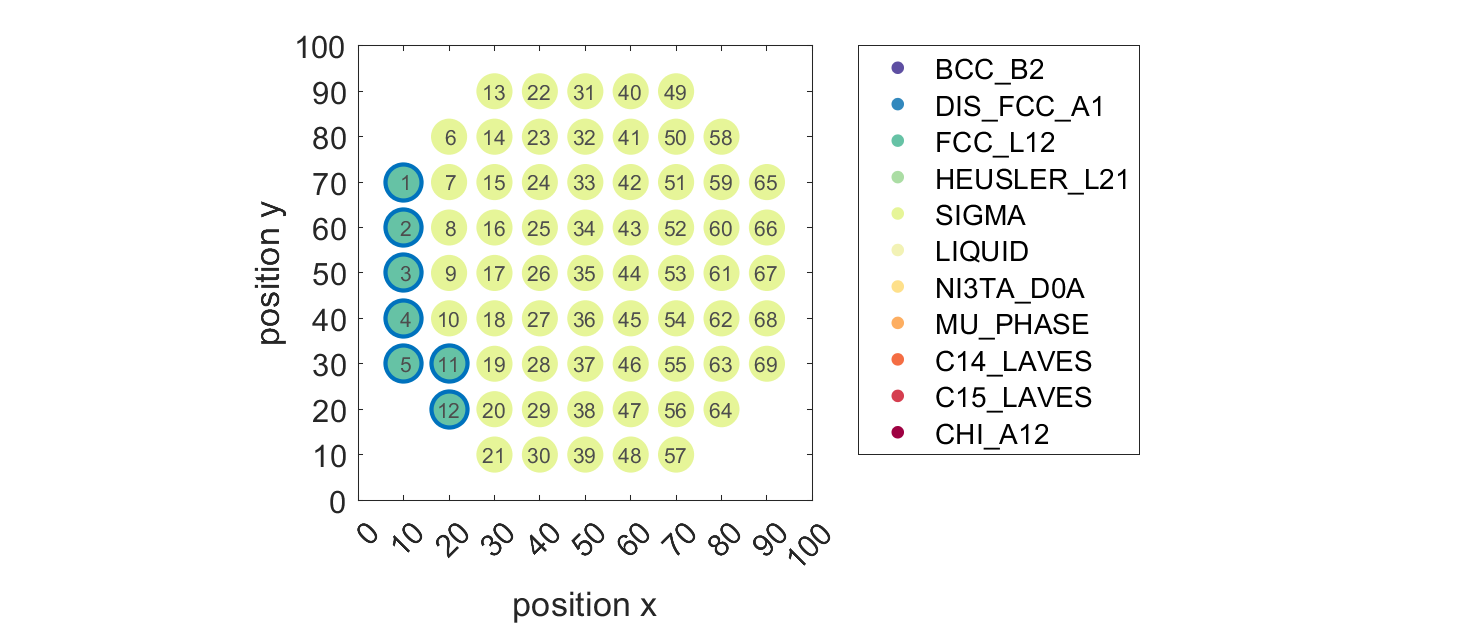 100
90
80
70
60
50
40
30
20
10
0
position y
13 22 31 40 49
6 14 23 32 41 50 58
1 7 15 24 33 42 51 59 65
2 8 16 25 34 43 52 60 66
3 9 17 26 35 44 53 61 67
4 10 18 27 36 45 54 62 68
5 11 19 28 37 46 55 63 69
12 20 29 38 47 56 64
21 30 39 48 57
0 10 20 30 40 50 60 70 80 90 100
position x
BCC_B2
DIS_FCC_A1
FCC_L12
HEUSLER_L21
SIGMA
LIQUID
NI3TA_D0A
MU_PHASE
C14_LAVES
C15_LAVES
CHI_A12